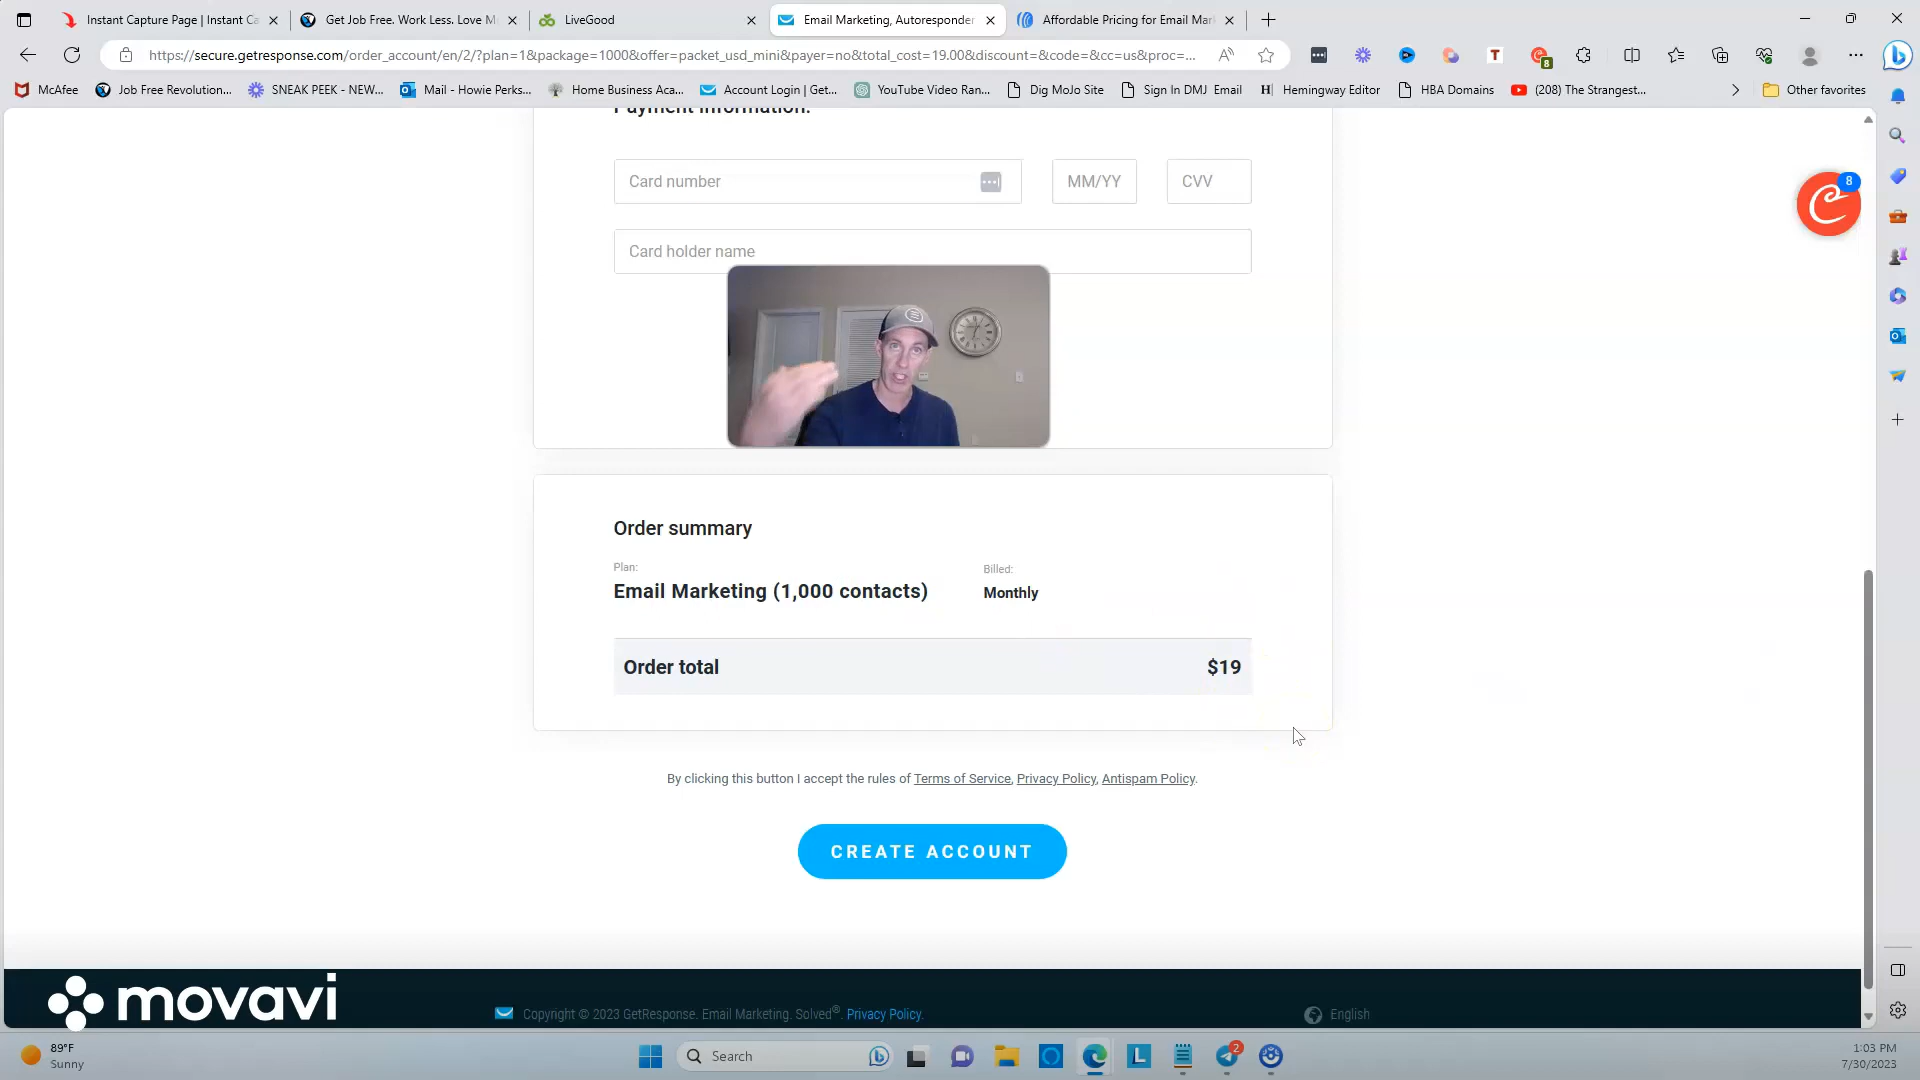 Instant Capture Page | Instant Ca
Get Job Free. Work Less. Love M
LiveGood
Email Marketing, Autoresponder
Affordable Pricing for Email Mark
https://secure.getresponse.com/order_account/en/2/?plan=1&package=1000&offer=packet_usd_mini&payer=no&total_cost=19.00&discount=&code=&cc=us&proc=...
T
8
McAfee
Job Free Revolution...
SNEAK PEEK - NEW...
Mail - Howie Perks...
Home Business Aca...
Account Login | Get...
YouTube Video Ran...
Dig MoJo Site
Sign In DMJ Email
H Hemingway Editor
HBA Domains
(208) The Strangest...
Other favorites
Payment information:
Card number
MM/YY
CVV
8
Card holder name
Order summary
Plan:
Billed:
Email Marketing (1,000 contacts)
Monthly
Order total
$19
By clicking this button I accept the rules of Terms of Service, Privacy Policy, Antispam Policy.
CREATE ACCOUNT
movavi
Copyright © 2023 GetResponse. Email Marketing. Solved®. Privacy Policy.
English
89°F
Sunny
Search
L
2
1:03 PM
7/30/2023